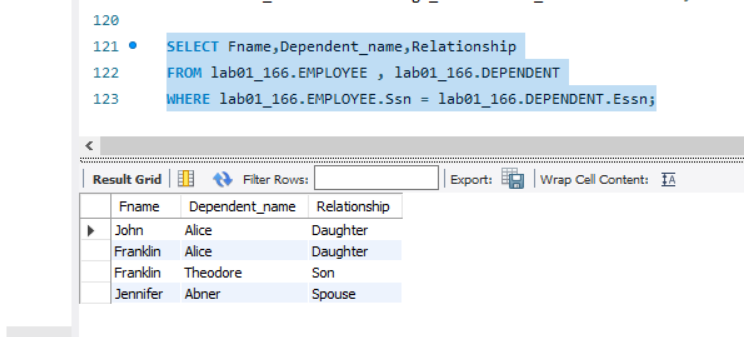 120
121 SELECT Fname,Dependent_name,Relationship
122 FROM lab01_166.EMPLOYEE , lab01_166.DEPENDENT
123 WHERE lab01_166.EMPLOYEE.Ssn = lab01_166.DEPENDENT.Essn;
Result Grid Filter Rows: Export: Wrap Cell Content: IA
Fname Dependent_name Relationship
John Alice Daughter
Franklin Alice Daughter
Franklin Theodore Son
Jennifer Abner Spouse